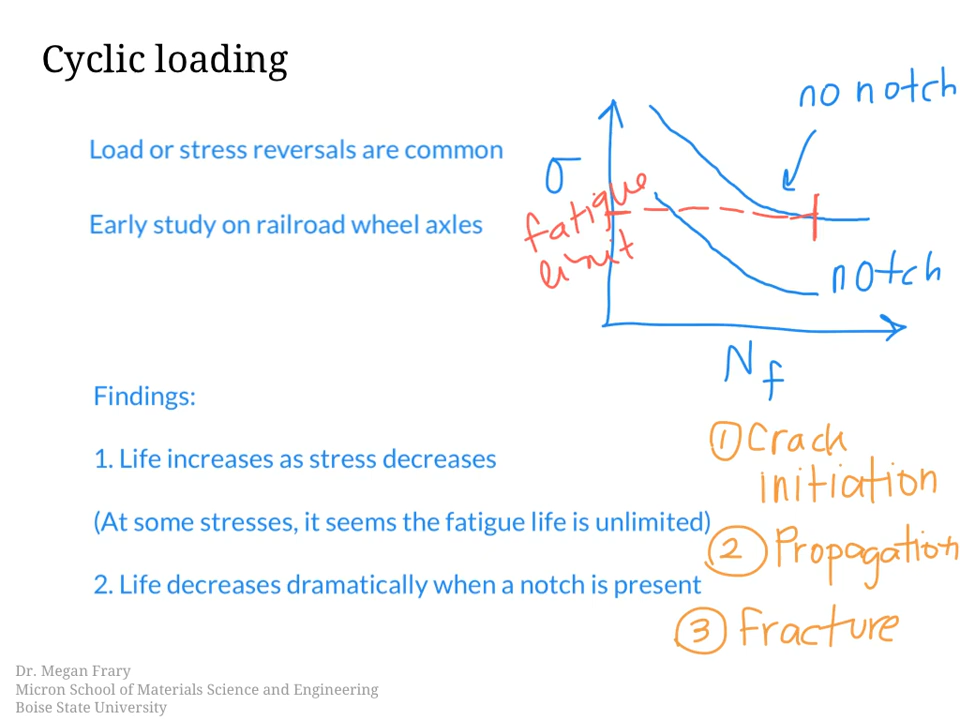 Cyclic loading
Load or stress reversals are common
Early study on railroad wheel axles
no notch
σ
fatigue
limit
notch
N f
Findings:
1. Life increases as stress decreases
(At some stresses, it seems the fatigue life is unlimited)
2. Life decreases dramatically when a notch is present
① Crack
initiation
② Propagation
③ Fracture
Dr. Megan Frary
Micron School of Materials Science and Engineering
Boise State University